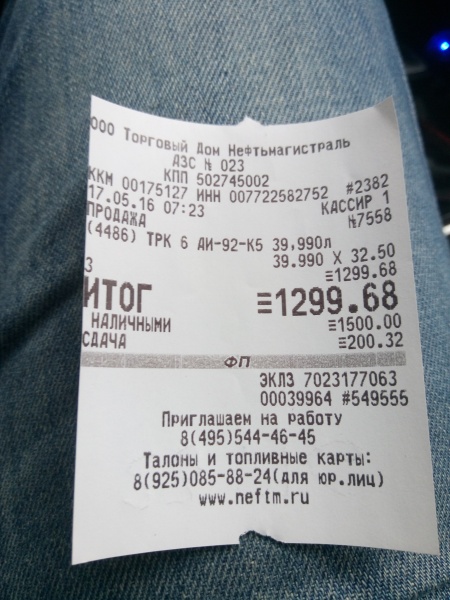 ООО Торговый Дом Нефтьмагистраль
АЗС № 023
КПП 502745002
ККМ 00175127 ИНН 007722582752 #2382
17.05.16 07:23 КАССИР 1
ПРОДАЖА №7558
(4486) ТРК 6 АИ-92-К5 39,990л
39.990 X 32.50
3 ≡1299.68
ИТОГ ≡1299.68
НАЛИЧНЫМИ ≡1500.00
СДАЧА ≡200.32
ФП
ЭКЛЗ 7023177063
00039964 #549555
Приглашаем на работу
8(495)544-46-45
Талоны и топливные карты:
8(925)085-88-24(для юр.лиц)
www.neftm.ru